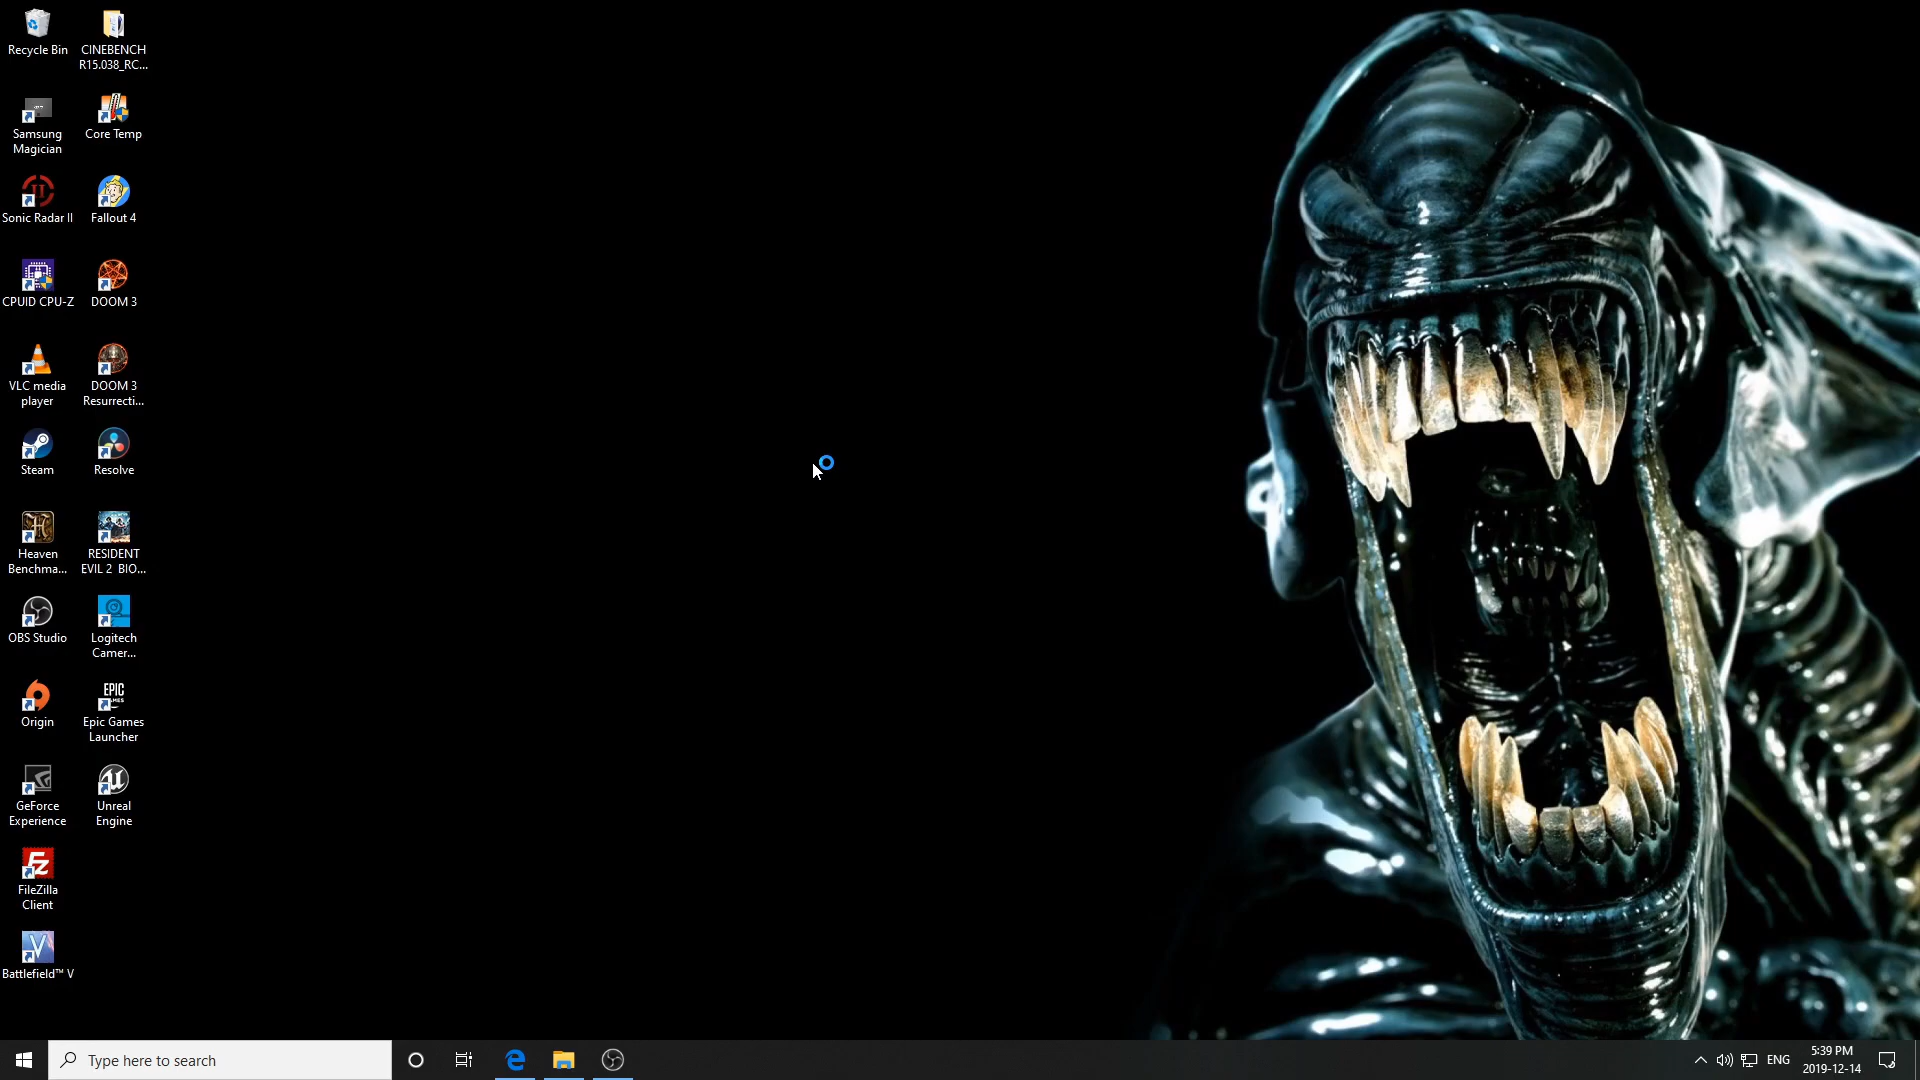 Recycle Bin
CINEBENCH
R15.038_RC...
Samsung
Magician
Core Temp
Sonic Radar II
Fallout 4
CPUID CPU-Z
DOOM 3
VLC media
player
DOOM 3
Resurrecti...
Steam
Resolve
Heaven
Benchma...
RESIDENT
EVIL 2 BIO...
OBS Studio
Logitech
Camer...
Origin
EPIC
Epic Games
Launcher
GeForce
Experience
Unreal
Engine
FileZilla
Client
Battlefield™ V
Type here to search
ENG
5:39 PM
2019-12-14